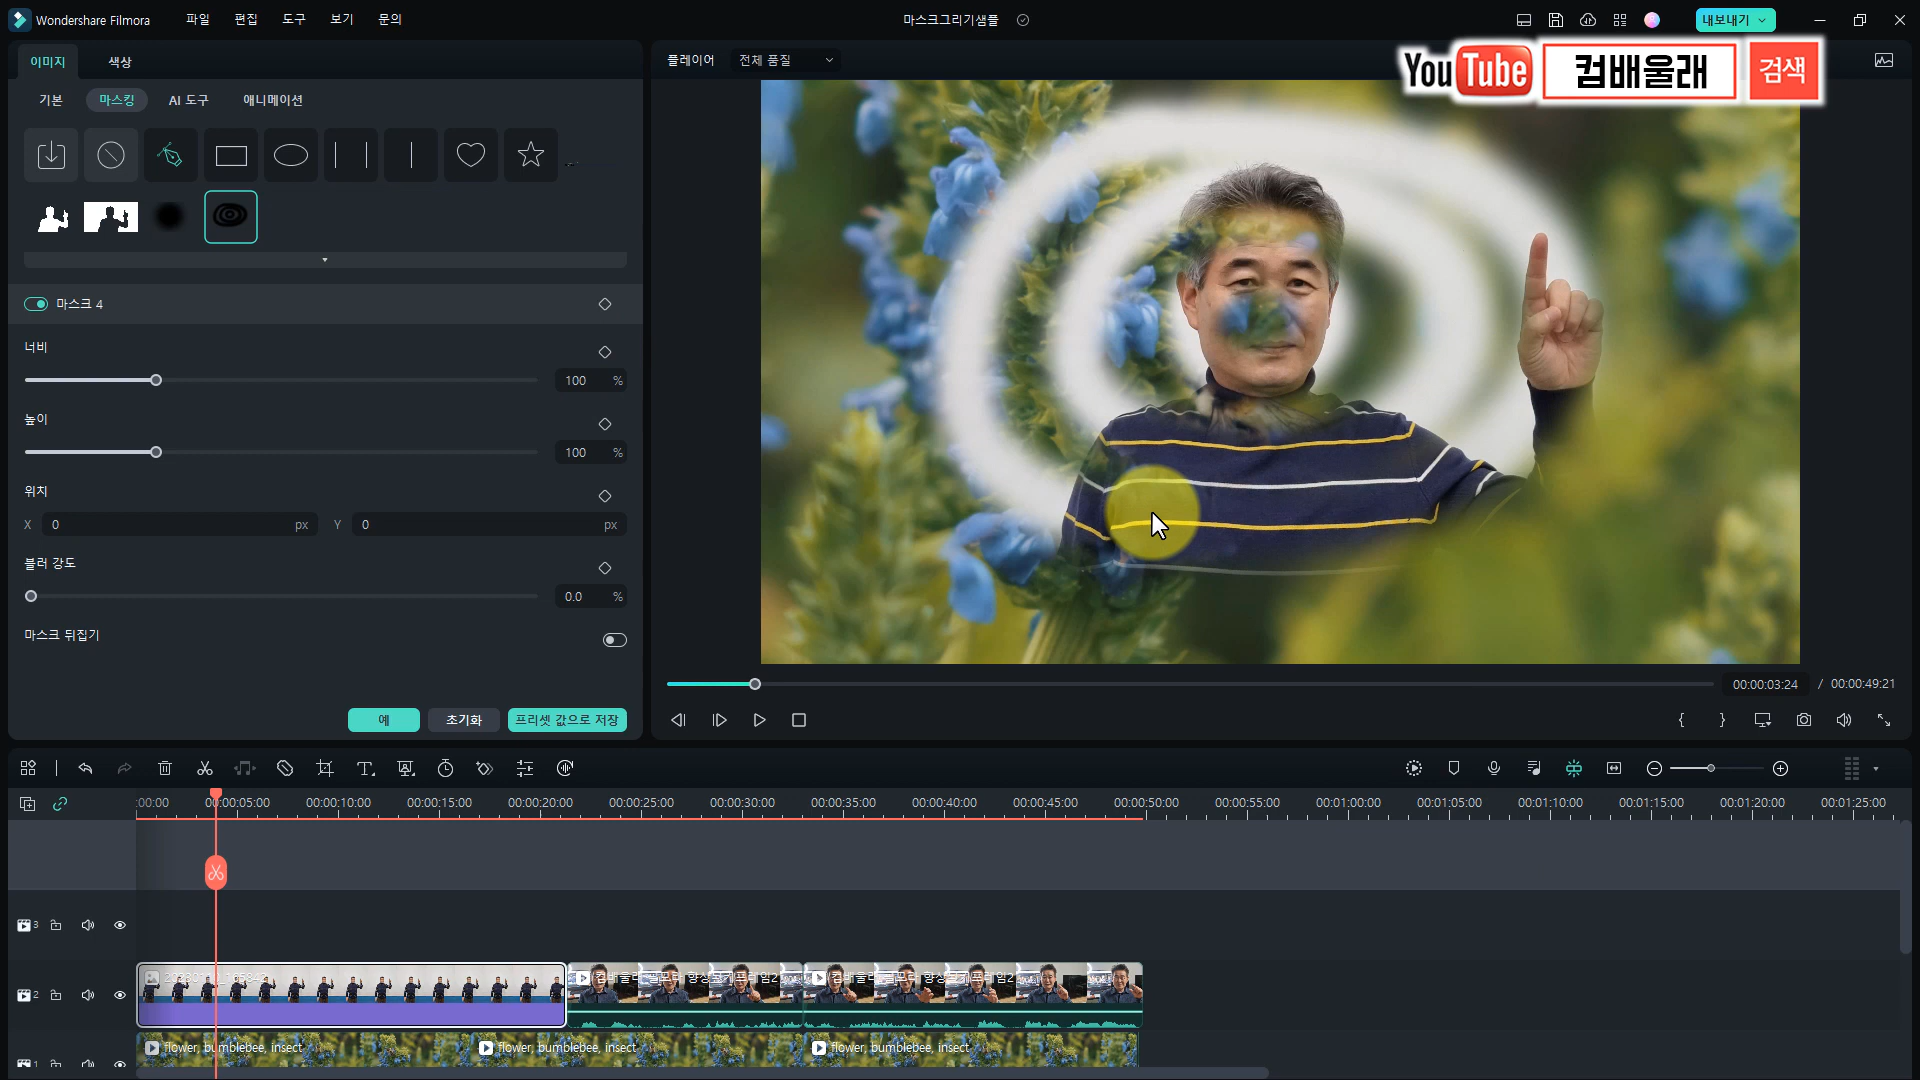 Wondershare Filmora
파일
편집
도구
보기
문의
마스크그리기샘플
내보내기
이미지
색상
플레이어
전체 품질
YouTube 컴배울래 검색
기본
마스킹
AI 도구
애니메이션
마스크 4
너비
100 %
높이
100 %
위치
X 0 px Y 0 px
블러 강도
0.0 %
마스크 뒤집기
예
초기화
프리셋 값으로 저장
00:00:03:24 / 00:00:49:21
{ }
:00:00 00:00:05:00 00:00:10:00 00:00:15:00 00:00:20:00 00:00:25:00 00:00:30:00 00:00:35:00 00:00:40:00 00:00:45:00 00:00:50:00 00:00:55:00 00:01:00:00 00:01:05:00 00:01:10:00 00:01:15:00 00:01:20:00 00:01:25:00
3
2
1
flower, bumblebee, insect
flower, bumblebee, insect
flower, bumblebee, insect